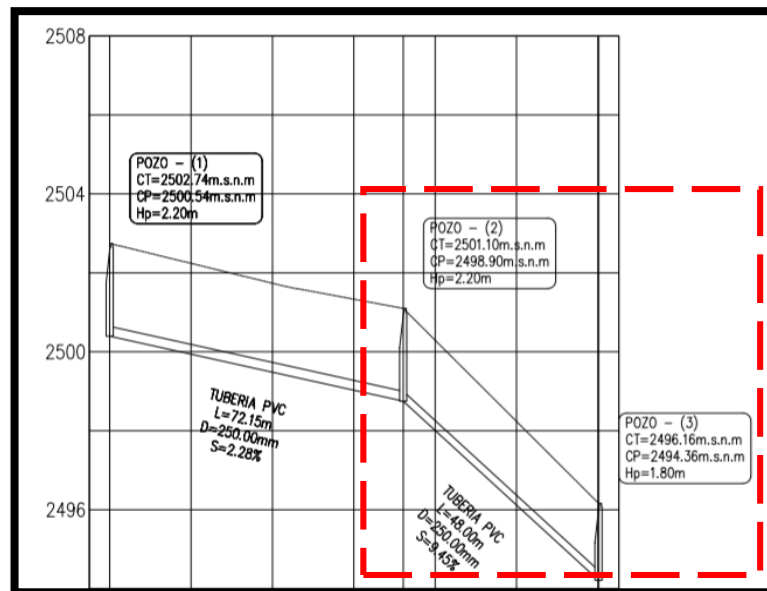 2508
POZO - (1)
CT=2502.74m.s.n.m
CP=2500.54m.s.n.m
Hp=2.20m
2504
POZO - (2)
CT=2501.10m.s.n.m
CP=2498.90m.s.n.m
Hp=2.20m
2500
TUBERIA PVC
L=72.15m
D=250.00mm
S=2.28%
POZO - (3)
CT=2496.16m.s.n.m
CP=2494.36m.s.n.m
Hp=1.80m
2496
TUBERIA PVC
L=48.00m
D=250.00mm
S=9.45%